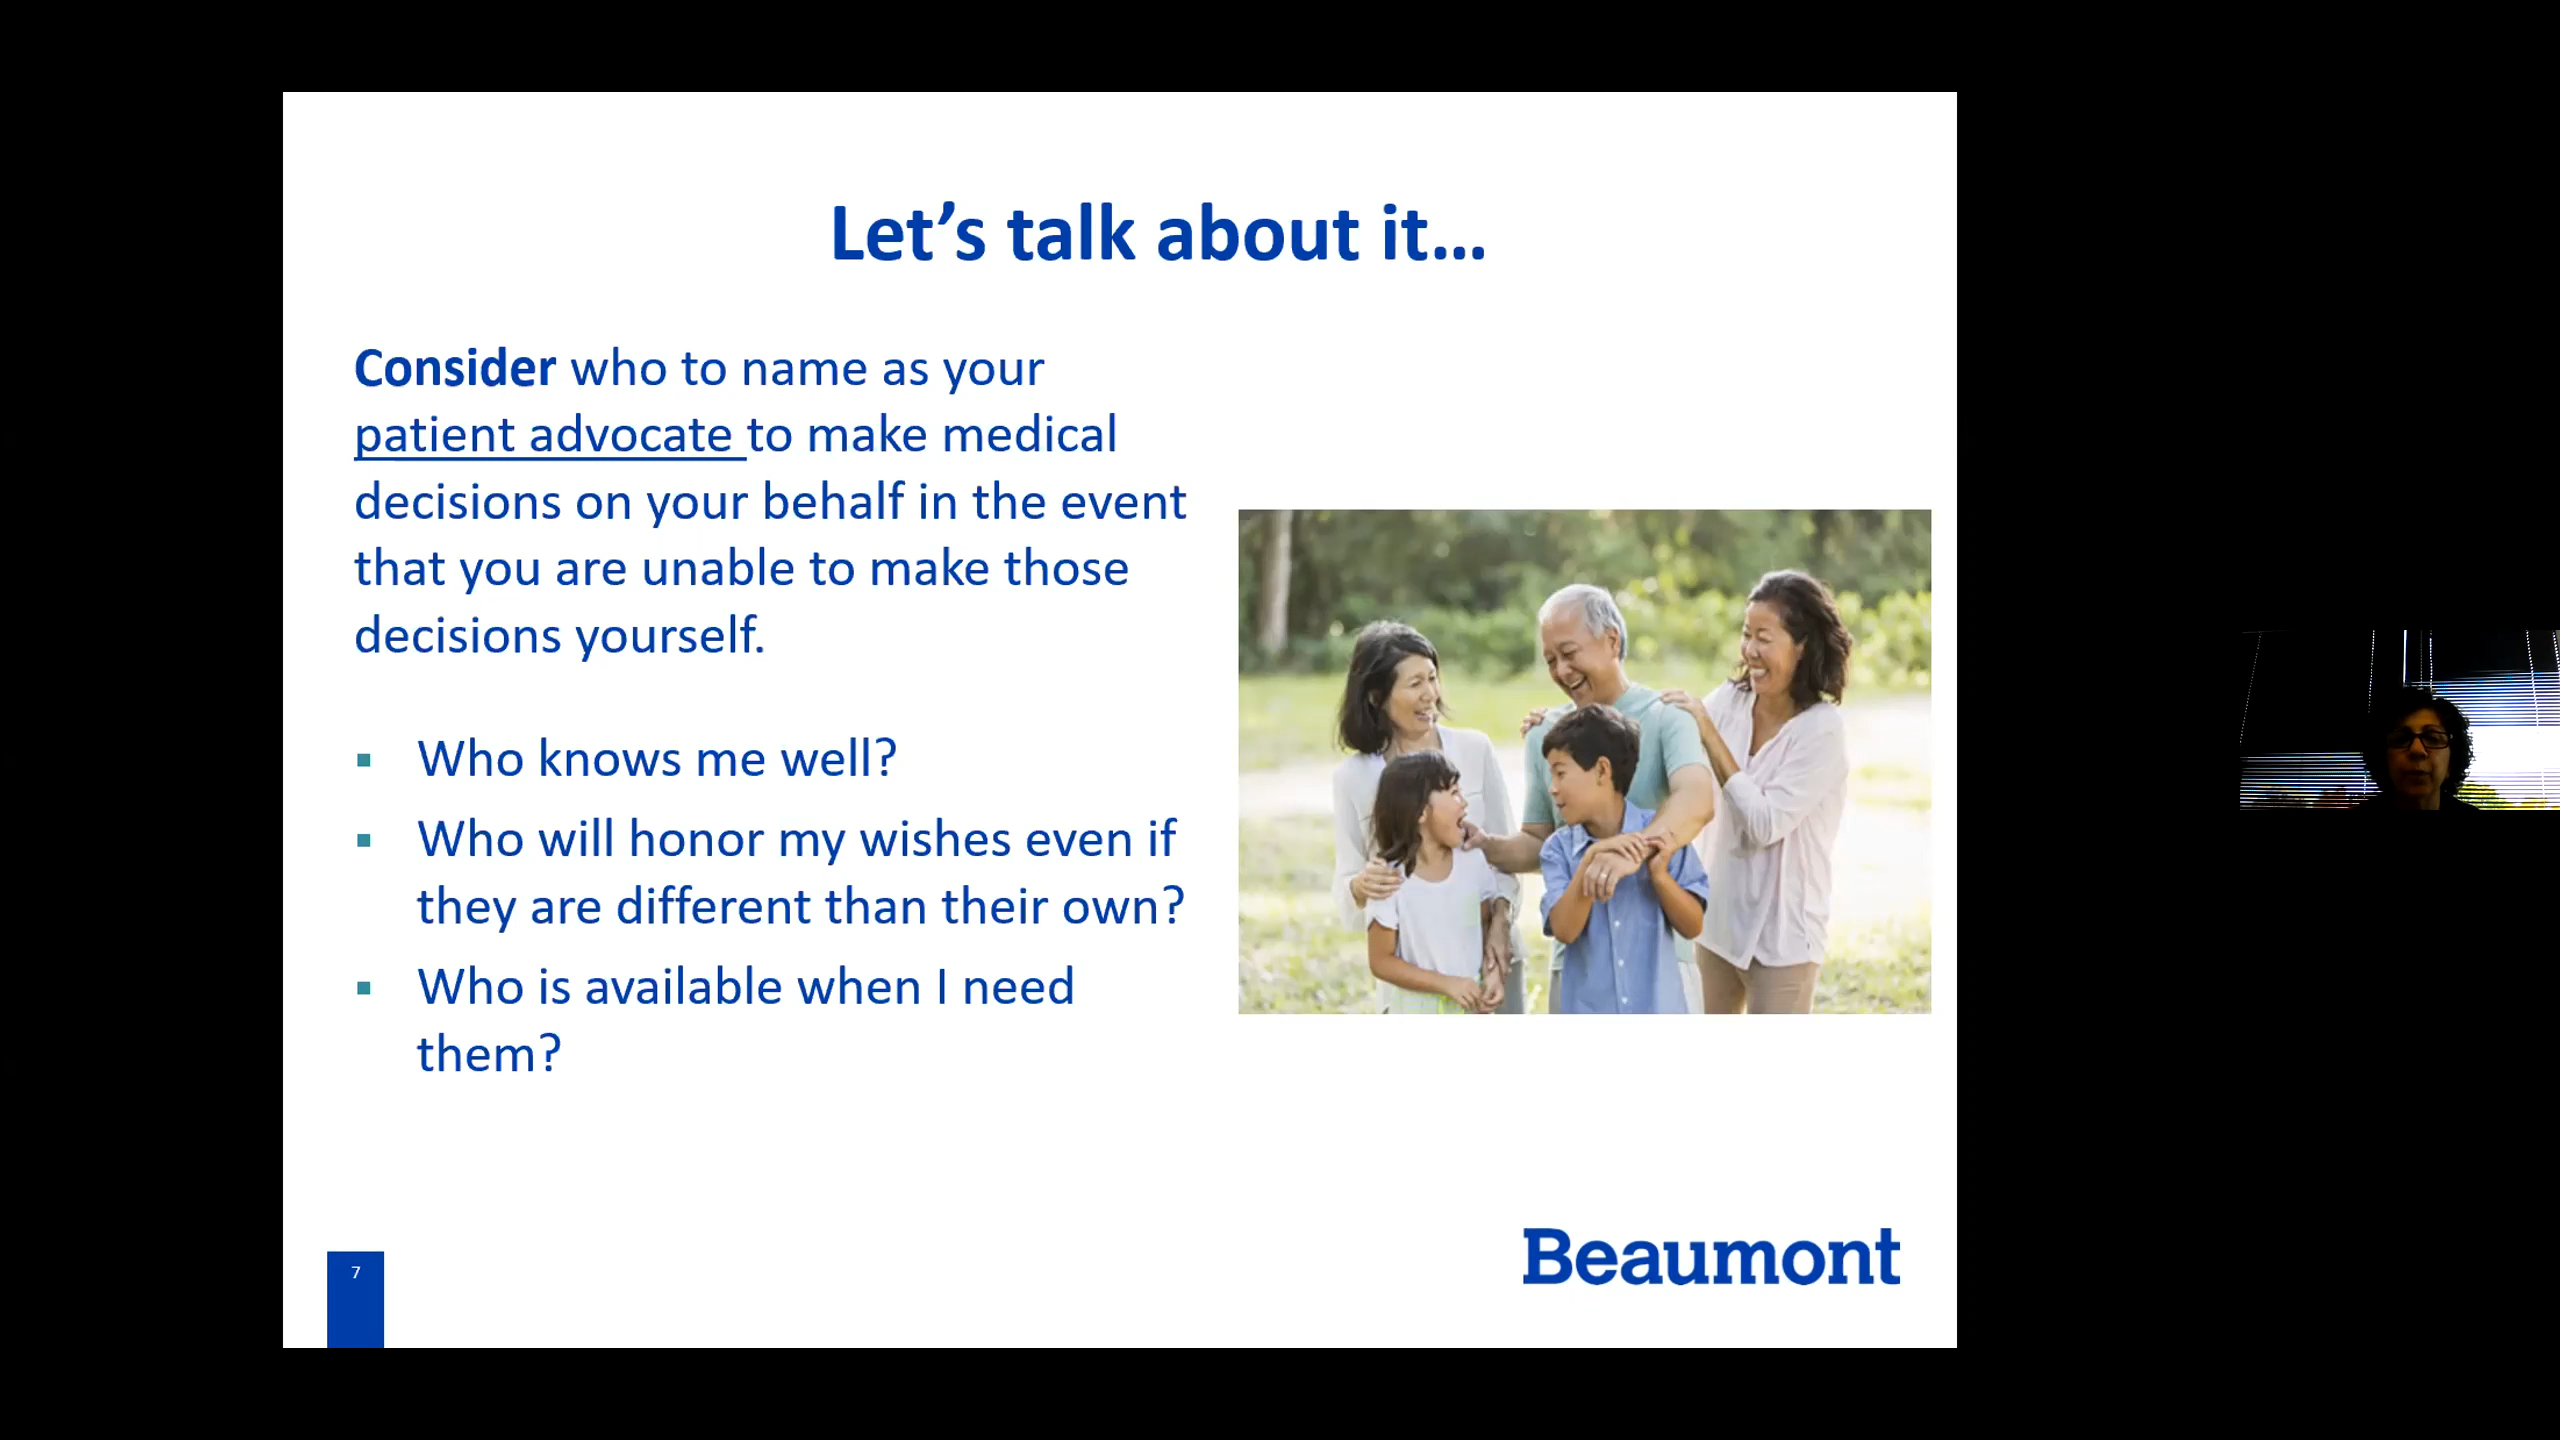 Let’s talk about it…
Consider who to name as your
patient advocate to make medical
decisions on your behalf in the event
that you are unable to make those
decisions yourself.
Who knows me well?
Who will honor my wishes even if
they are different than their own?
Who is available when I need
them?
7
Beaumont